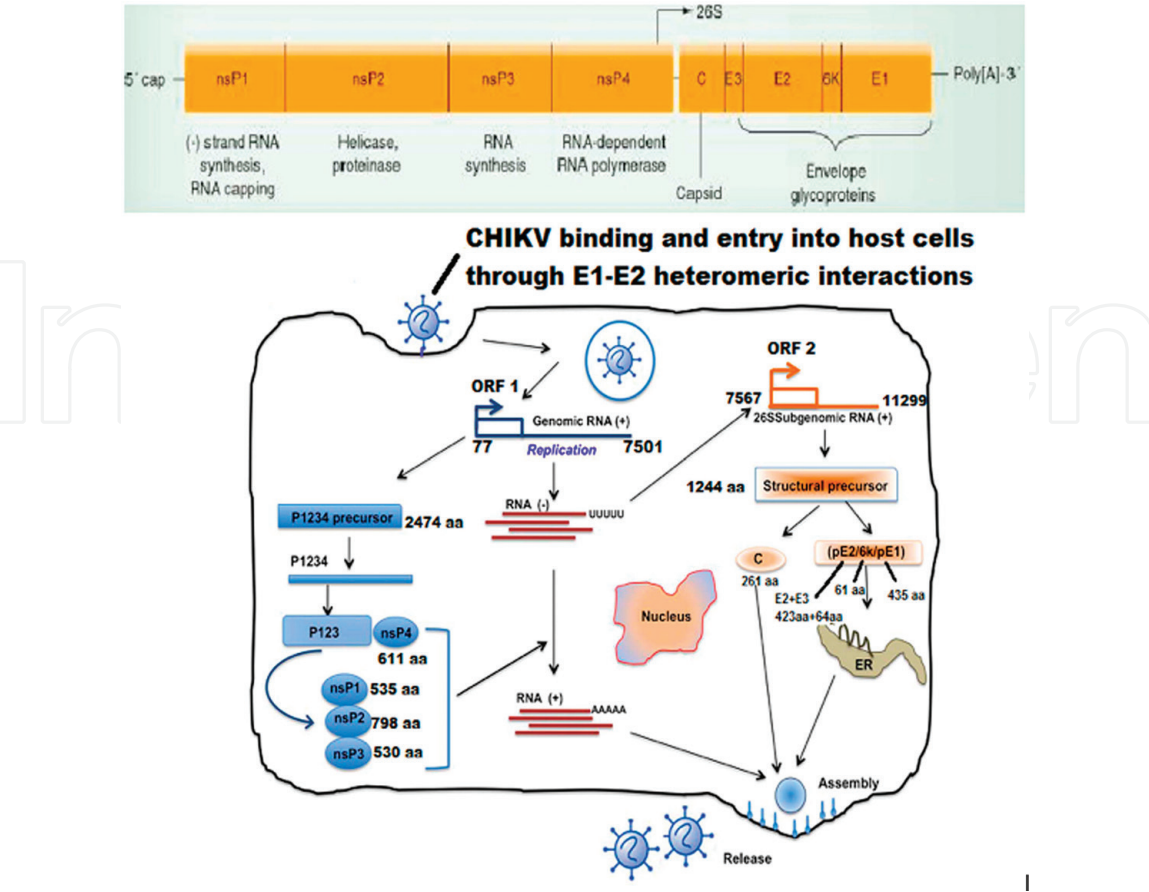 26S
5' cap
nsP1
nsP2
nsP3
nsP4
C
E3
E2
6K
E1
Poly[A]-3'
(-) strand RNA
synthesis,
RNA capping
Helicase,
proteinase
RNA
synthesis
RNA-dependent
RNA polymerase
Capsid
Envelope
glycoproteins
CHIKV binding and entry into host cells
through E1-E2 heteromeric interactions
ORF 1
Genomic RNA (+)
77
Replication
7501
ORF 2
7567
11299
26SSubgenomic RNA (+)
1244 aa
Structural precursor
P1234 precursor
2474 aa
RNA (-)
UUUUU
P1234
C
261 aa
(pE2/6k/pE1)
E2+E3
423aa+64aa
61 aa
435 aa
P123
nsP4
611 aa
Nucleus
ER
nsP1
535 aa
nsP2
798 aa
nsP3
530 aa
RNA (+)
AAAAA
Assembly
Release